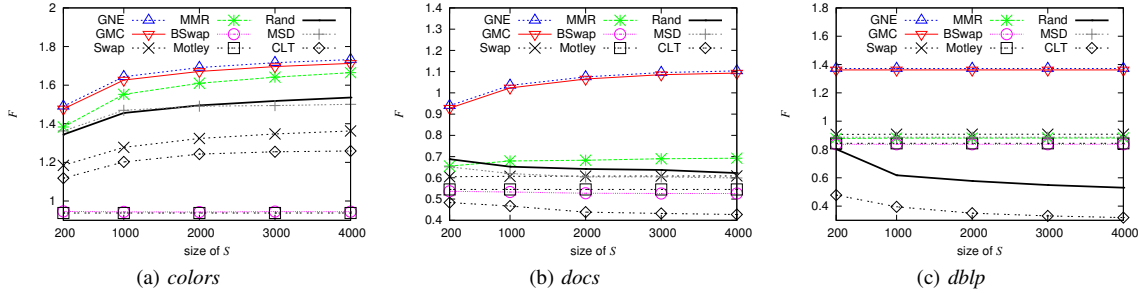 GNE MMR Rand
GMC BSwap MSD
Swap Motley CLT
2
1.8
1.6
1.4
1.2
1
F
200 1000 2000 3000 4000
size of S
(a) colors
GNE MMR Rand
GMC BSwap MSD
Swap Motley CLT
1.4
1.3
1.2
1.1
1
0.9
0.8
0.7
0.6
0.5
0.4
F
200 1000 2000 3000 4000
size of S
(b) docs
GNE MMR Rand
GMC BSwap MSD
Swap Motley CLT
1.8
1.6
1.4
1.2
1
0.8
0.6
0.4
F
200 1000 2000 3000 4000
size of S
(c) dblp